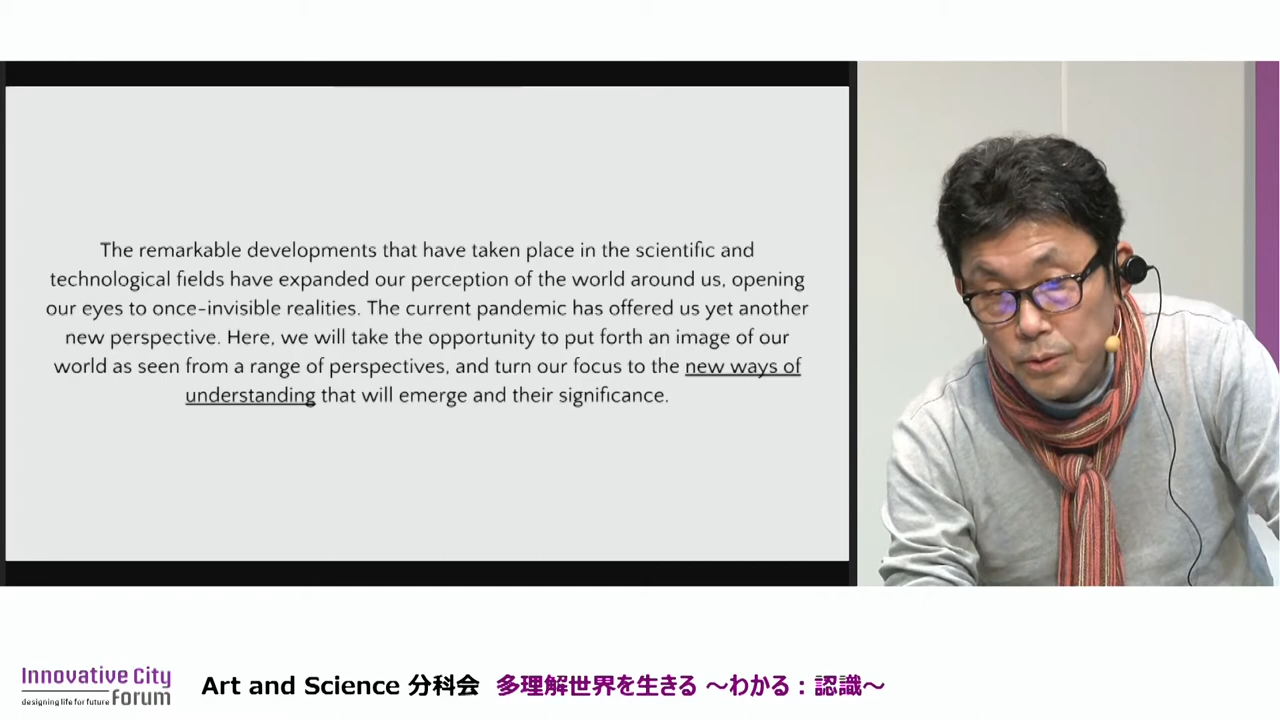 The remarkable developments that have taken place in the scientific and
technological fields have expanded our perception of the world around us, opening
our eyes to once-invisible realities. The current pandemic has offered us yet another
new perspective. Here, we will take the opportunity to put forth an image of our
world as seen from a range of perspectives, and turn our focus to the new ways of
understanding that will emerge and their significance.
Innovative City
Forum
designing life for future
Art and Science 分科会 多理解世界を生きる ～わかる：認識～